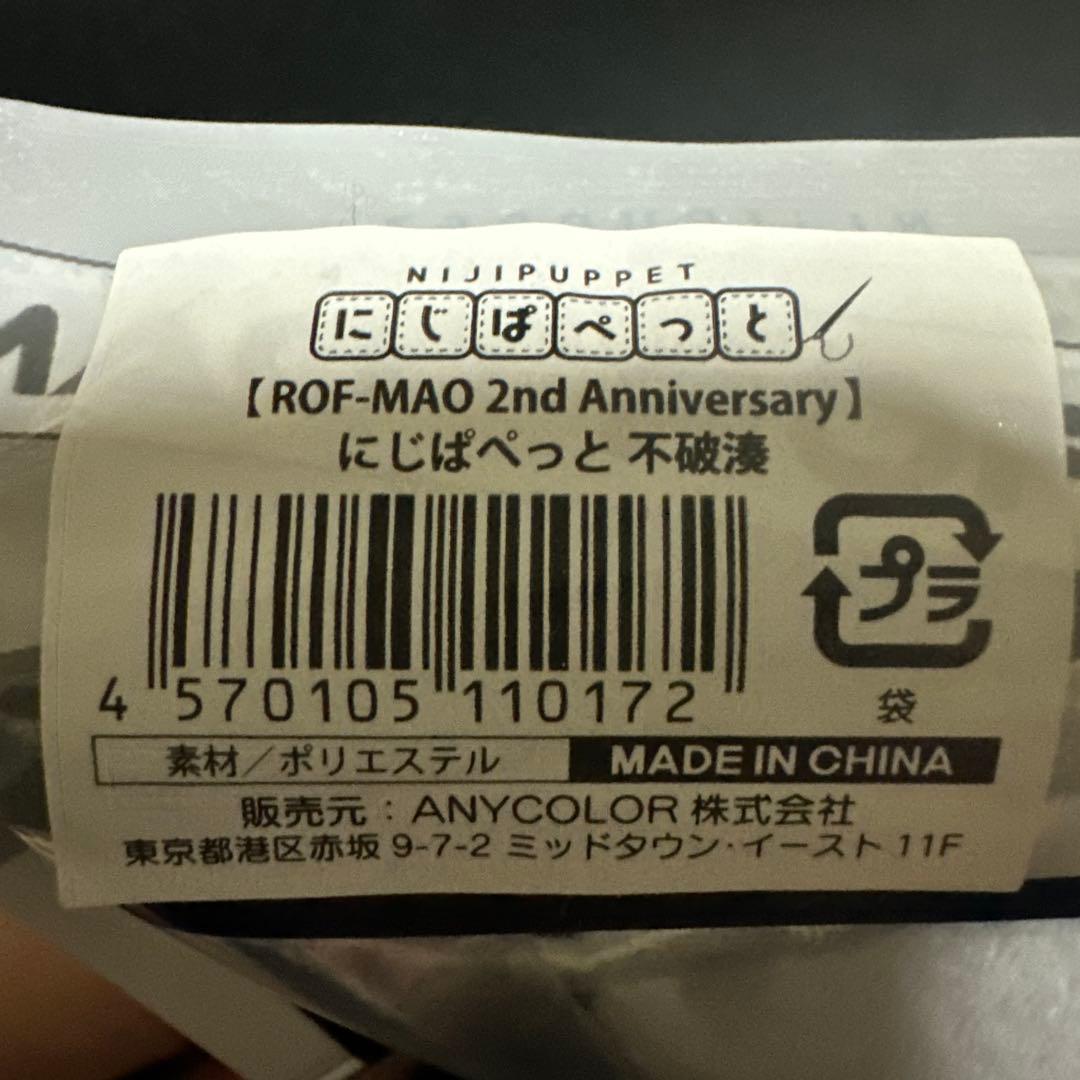 NIJIPUPPET
にじぱぺっと
【ROF-MAO 2nd Anniversary】
にじぱぺっと 不破湊
プラ
4 570105 110172
袋
素材／ポリエステル
MADE IN CHINA
販売元：ANYCOLOR 株式会社
東京都港区赤坂 9-7-2 ミッドタウン・イースト 11F